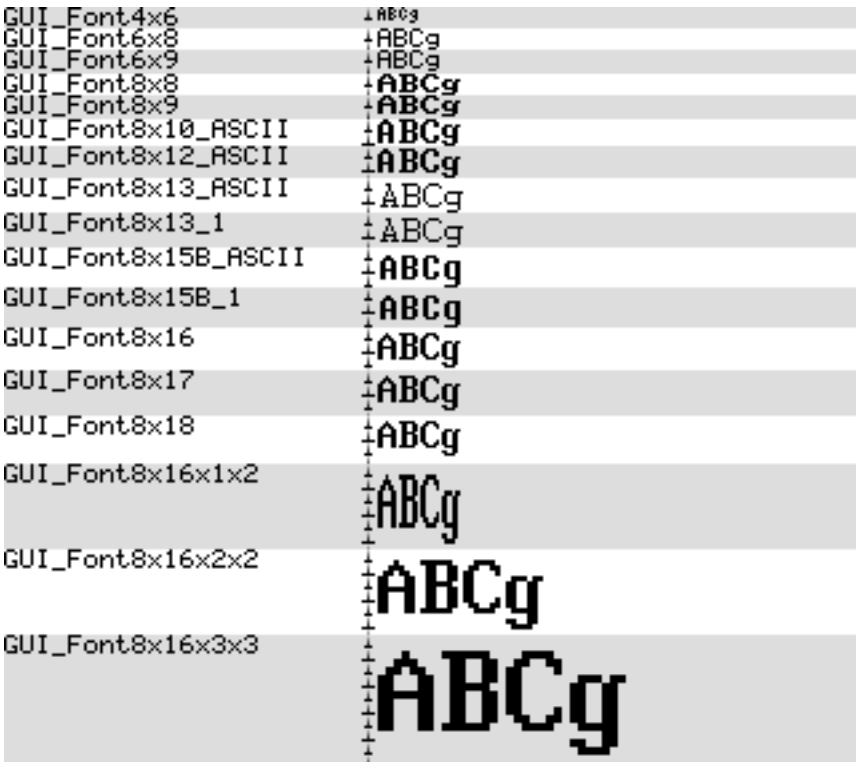 GUI_Font4x6 ABCg
GUI_Font6x8 ABCg
GUI_Font6x9 ABCg
GUI_Font8x8 ABCg
GUI_Font8x9 ABCg
GUI_Font8x10_ASCII ABCg
GUI_Font8x12_ASCII ABCg
GUI_Font8x13_ASCII ABCg
GUI_Font8x13_1 ABCg
GUI_Font8x15B_ASCII ABCg
GUI_Font8x15B_1 ABCg
GUI_Font8x16 ABCg
GUI_Font8x17 ABCg
GUI_Font8x18 ABCg
GUI_Font8x16x1x2 ABCg
GUI_Font8x16x2x2 ABCg
GUI_Font8x16x3x3 ABCg